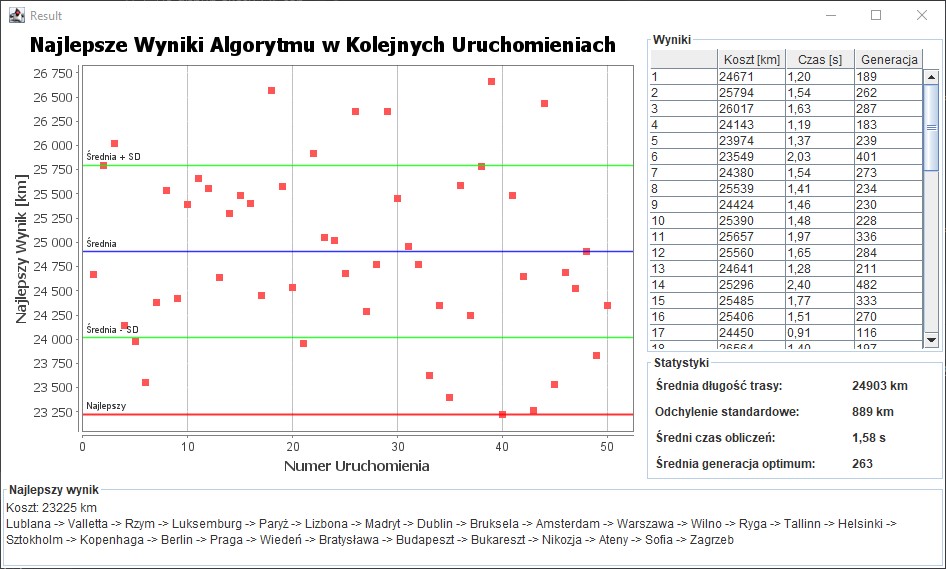 Result
Najlepsze Wyniki Algorytmu w Kolejnych Uruchomieniach
Najlepszy Wynik [km]
26 750
26 500
26 250
26 000
25 750
25 500
25 250
25 000
24 750
24 500
24 250
24 000
23 750
23 500
23 250
Średnia + SD
Średnia
Średnia - SD
Najlepszy
0 10 20 30 40 50
Numer Uruchomienia
Wyniki
Koszt [km] Czas [s] Generacja
1 24671 1,20 189
2 25794 1,54 262
3 26017 1,63 287
4 24143 1,19 183
5 23974 1,37 239
6 23549 2,03 401
7 24380 1,54 273
8 25539 1,41 234
9 24424 1,46 230
10 25390 1,48 228
11 25657 1,97 336
12 25560 1,65 284
13 24641 1,28 211
14 25296 2,40 482
15 25485 1,77 333
16 25406 1,51 270
17 24450 0,91 116
18 26564 1,40 197
Statystyki
Średnia długość trasy: 24903 km
Odchylenie standardowe: 889 km
Średni czas obliczeń: 1,58 s
Średnia generacja optimum: 263
Najlepszy wynik
Koszt: 23225 km
Lublana -> Valletta -> Rzym -> Luksemburg -> Paryż -> Lizbona -> Madryt -> Dublin -> Bruksela -> Amsterdam -> Warszawa -> Wilno -> Ryga -> Tallinn -> Helsinki ->
Sztokholm -> Kopenhaga -> Berlin -> Praga -> Wiedeń -> Bratysława -> Budapeszt -> Bukareszt -> Nikozja -> Ateny -> Sofia -> Zagrzeb